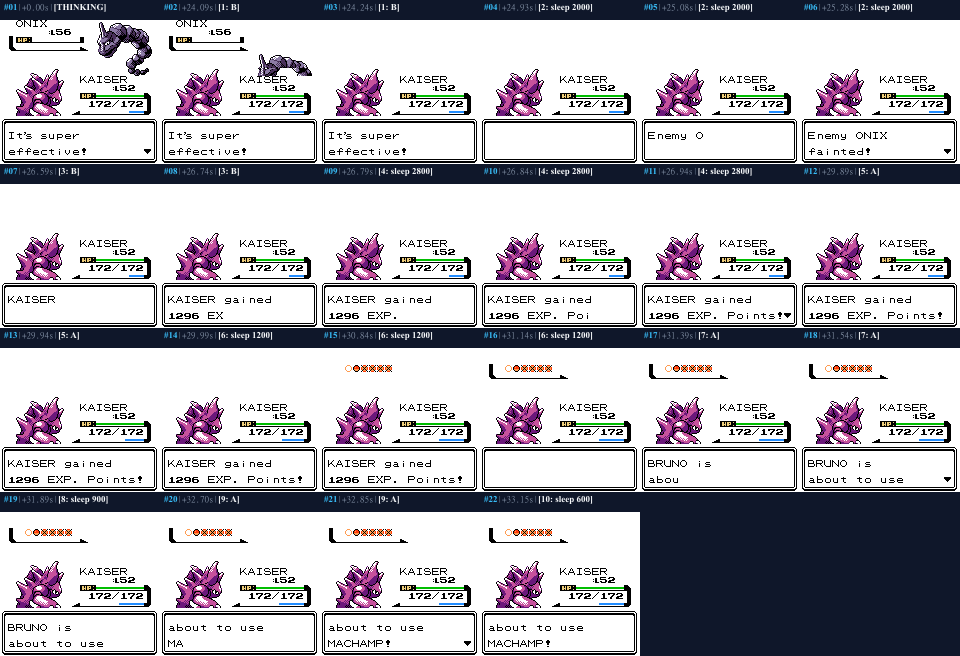 #01|+0.00s|[THINKING]
ONIX
:L56
HP:
KAISER
:L52
HP:
172/172
It's super
effective!
#02|+24.09s|[1: B]
ONIX
:L56
HP:
KAISER
:L52
HP:
172/172
It's super
effective!
#03|+24.24s|[1: B]
KAISER
:L52
HP:
172/172
It's super
effective!
#04|+24.93s|[2: sleep 2000]
KAISER
:L52
HP:
172/172
#05|+25.08s|[2: sleep 2000]
KAISER
:L52
HP:
172/172
Enemy O
#06|+25.28s|[2: sleep 2000]
KAISER
:L52
HP:
172/172
Enemy ONIX
fainted!
#07|+26.59s|[3: B]
KAISER
:L52
HP:
172/172
KAISER
#08|+26.74s|[3: B]
KAISER
:L52
HP:
172/172
KAISER gained
1296 EX
#09|+26.79s|[4: sleep 2800]
KAISER
:L52
HP:
172/172
KAISER gained
1296 EXP.
#10|+26.84s|[4: sleep 2800]
KAISER
:L52
HP:
172/172
KAISER gained
1296 EXP. Poi
#11|+26.94s|[4: sleep 2800]
KAISER
:L52
HP:
172/172
KAISER gained
1296 EXP. Points!
#12|+29.89s|[5: A]
KAISER
:L52
HP:
172/172
KAISER gained
1296 EXP. Points!
#13|+29.94s|[5: A]
KAISER
:L52
HP:
172/172
KAISER gained
1296 EXP. Points!
#14|+29.99s|[6: sleep 1200]
KAISER
:L52
HP:
172/172
KAISER gained
1296 EXP. Points!
#15|+30.84s|[6: sleep 1200]
KAISER
:L52
HP:
172/172
KAISER gained
1296 EXP. Points!
#16|+31.14s|[6: sleep 1200]
KAISER
:L52
HP:
172/172
#17|+31.39s|[7: A]
KAISER
:L52
HP:
172/172
BRUNO is
abou
#18|+31.54s|[7: A]
KAISER
:L52
HP:
172/172
BRUNO is
about to use
#19|+31.89s|[8: sleep 900]
KAISER
:L52
HP:
172/172
BRUNO is
about to use
#20|+32.70s|[9: A]
KAISER
:L52
HP:
172/172
about to use
MA
#21|+32.85s|[9: A]
KAISER
:L52
HP:
172/172
about to use
MACHAMP!
#22|+33.15s|[10: sleep 600]
KAISER
:L52
HP:
172/172
about to use
MACHAMP!